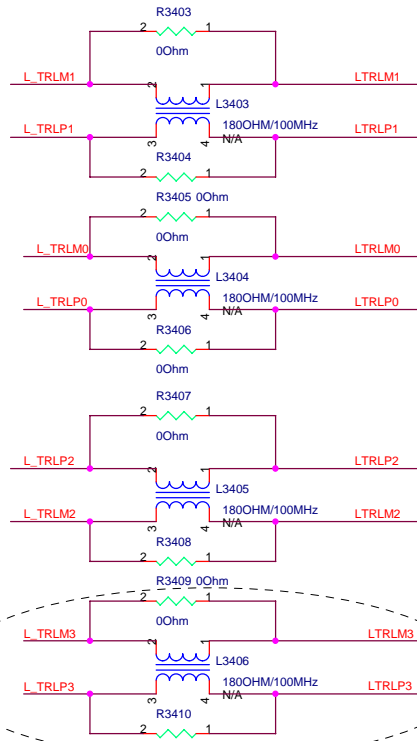 R3403
2 1
0Ohm
L_TRLM1 LTRLM1
2 1
L3403
L_TRLP1 LTRLP1
180OHM/100MHz
3 4 N/A
R3404
2 1
R3405 0Ohm
2 1
0Ohm
L_TRLM0 LTRLM0
2 1
L3404
L_TRLP0 LTRLP0
180OHM/100MHz
3 4 N/A
R3406
2 1
0Ohm
R3407
2 1
0Ohm
L_TRLP2 LTRLP2
2 1
L3405
L_TRLM2 LTRLM2
180OHM/100MHz
3 4 N/A
R3408
2 1
R3409 0Ohm
2 1
0Ohm
L_TRLM3 LTRLM3
2 1
L3406
L_TRLP3 LTRLP3
180OHM/100MHz
3 4 N/A
R3410
2 1